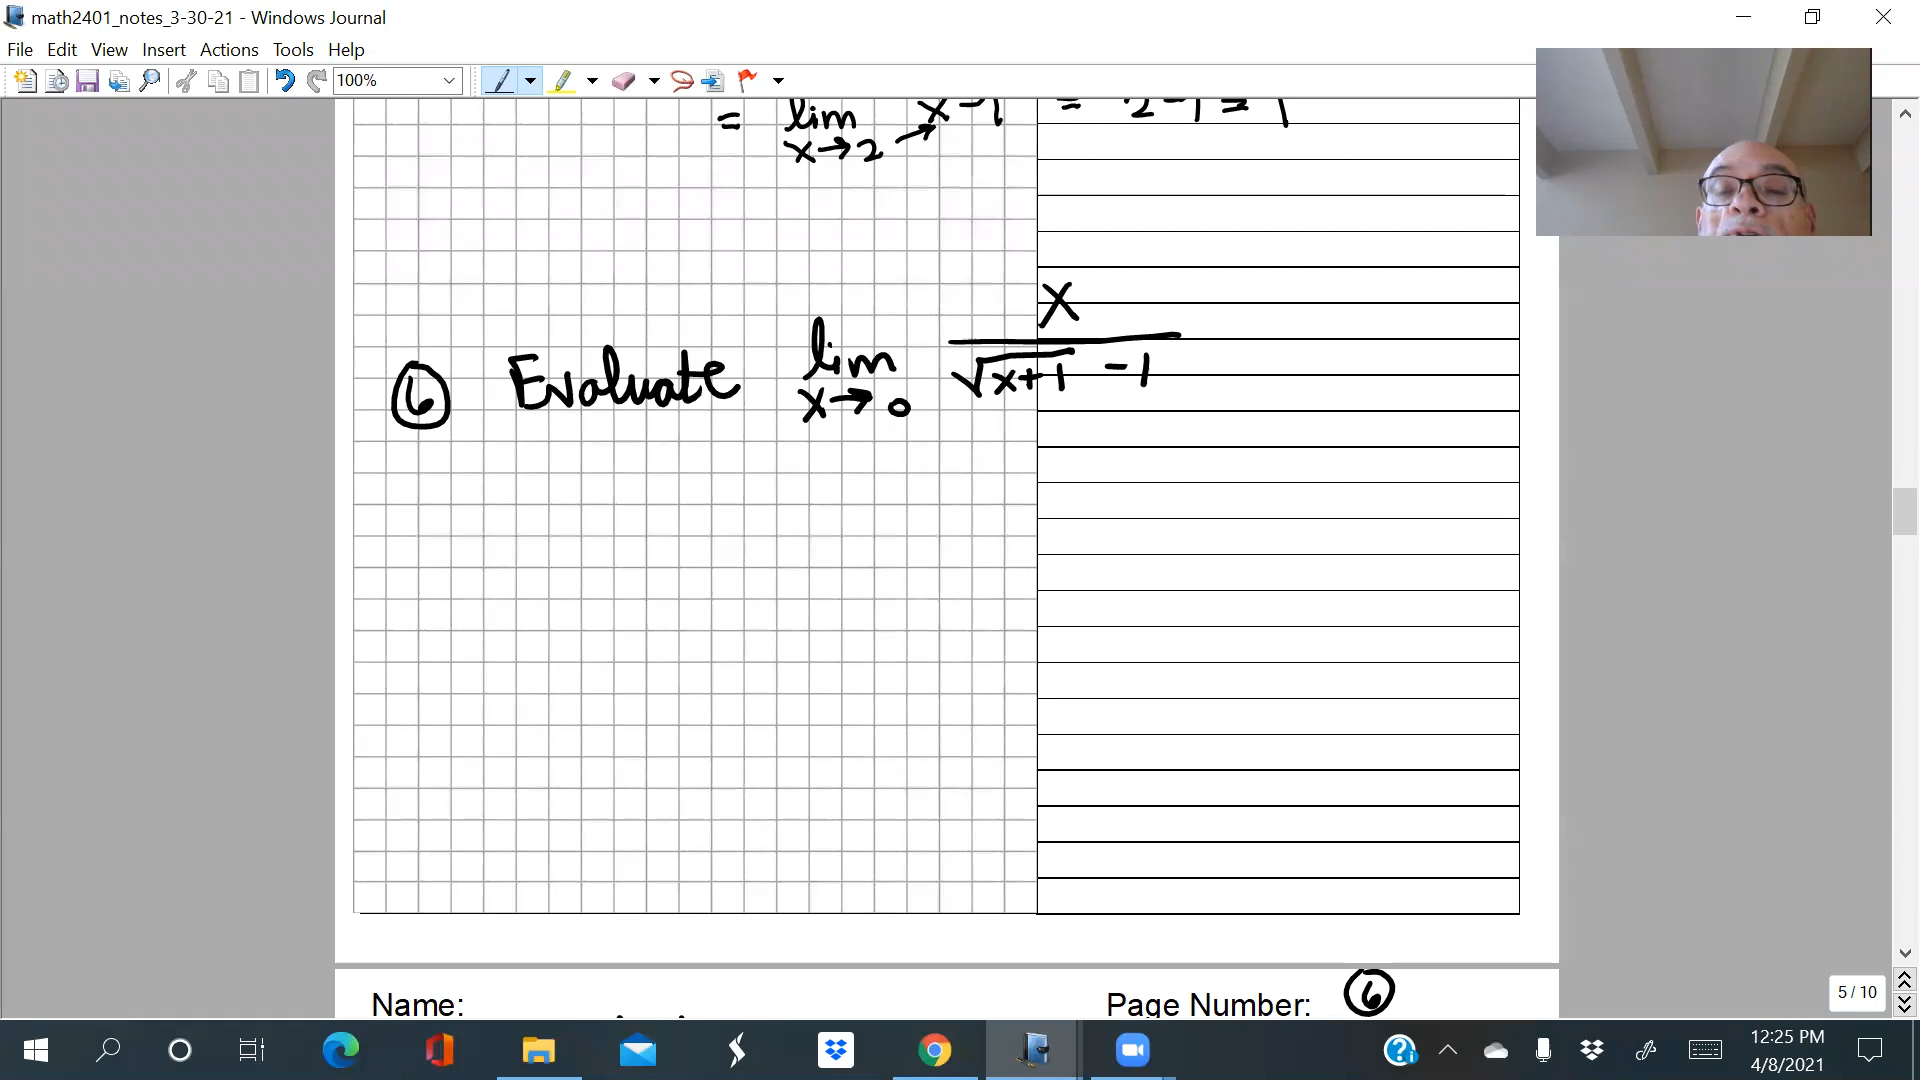 math2401_notes_3-30-21 - Windows Journal
File Edit View Insert Actions Tools Help
100%
= lim x→2 x-1 = 2-1 = 1
⑥ Evaluate lim x→0 x/(√(x+1) -1)
Name: Page Number: ⑥
5 / 10
12:25 PM
4/8/2021